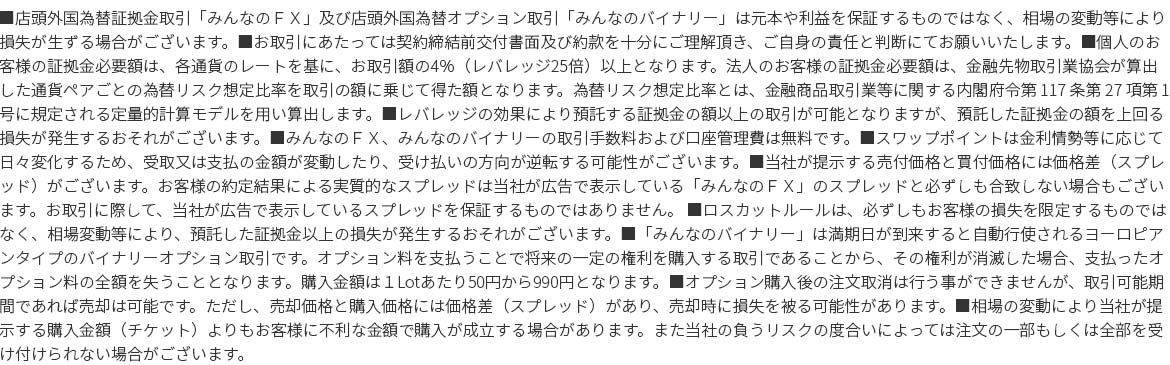 ■店頭外国為替証拠金取引「みんなのＦＸ」及び店頭外国為替オプション取引「みんなのバイナリー」は元本や利益を保証するものではなく、相場の変動等により
損失が生ずる場合がございます。■お取引にあたっては契約締結前交付書面及び約款を十分にご理解頂き、ご自身の責任と判断にてお願いいたします。■個人のお
客様の証拠金必要額は、各通貨のレートを基に、お取引額の4%（レバレッジ25倍）以上となります。法人のお客様の証拠金必要額は、金融先物取引業協会が算出
した通貨ペアごとの為替リスク想定比率を取引の額に乗じて得た額となります。為替リスク想定比率とは、金融商品取引業等に関する内閣府令第 117 条第 27 項第 1
号に規定される定量的計算モデルを用い算出します。■レバレッジの効果により預託する証拠金の額以上の取引が可能となりますが、預託した証拠金の額を上回る
損失が発生するおそれがございます。■みんなのＦＸ、みんなのバイナリーの取引手数料および口座管理費は無料です。■スワップポイントは金利情勢等に応じて
日々変化するため、受取又は支払の金額が変動したり、受け払いの方向が逆転する可能性がございます。■当社が提示する売付価格と買付価格には価格差（スプレ
ッド）がございます。お客様の約定結果による実質的なスプレッドは当社が広告で表示している「みんなのＦＸ」のスプレッドと必ずしも合致しない場合もござい
ます。お取引に際して、当社が広告で表示しているスプレッドを保証するものではありません。 ■ロスカットルールは、必ずしもお客様の損失を限定するものでは
なく、相場変動等により、預託した証拠金以上の損失が発生するおそれがございます。■「みんなのバイナリー」は満期日が到来すると自動行使されるヨーロピア
ンタイプのバイナリーオプション取引です。オプション料を支払うことで将来の一定の権利を購入する取引であることから、その権利が消滅した場合、支払ったオ
プション料の全額を失うこととなります。購入金額は１Lotあたり50円から990円となります。■オプション購入後の注文取消は行う事ができませんが、取引可能期
間であれば売却は可能です。ただし、売却価格と購入価格には価格差（スプレッド）があり、売却時に損失を被る可能性があります。■相場の変動により当社が提
示する購入金額（チケット）よりもお客様に不利な金額で購入が成立する場合があります。また当社の負うリスクの度合いによっては注文の一部もしくは全部を受
け付けられない場合がございます。